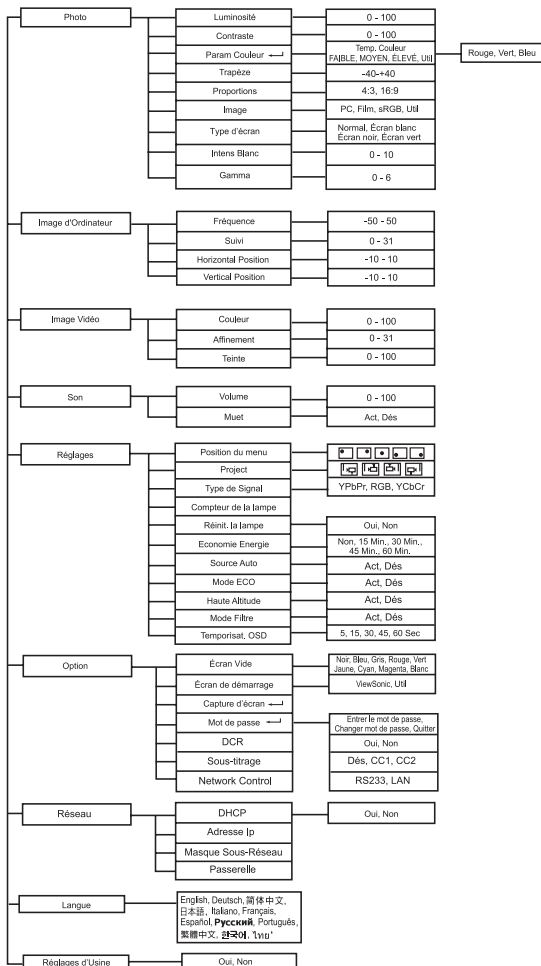 Photo
Luminosité
0 - 100
Contraste
0 - 100
Param Couleur
Temp. Couleur
FAIBLE, MOYEN, ÉLEVÉ, Util
Rouge, Vert, Bleu
Trapèze
-40-+40
Proportions
4:3, 16:9
Image
PC, Film, sRGB, Util
Type d'écran
Normal, Écran blanc
Écran noir, Écran vert
Intens Blanc
0 - 10
Gamma
0 - 6
Image d'Ordinateur
Fréquence
-50 - 50
Suivi
0 - 31
Horizontal Position
-10 - 10
Vertical Position
-10 - 10
Image Vidéo
Couleur
0 - 100
Affinement
0 - 31
Teinte
0 - 100
Son
Volume
0 - 100
Muet
Act, Dés
Réglages
Position du menu
Project
Type de Signal
YPbPr, RGB, YCbCr
Compteur de la lampe
Réinit. la lampe
Oui, Non
Economie Energie
Non, 15 Min., 30 Min.,
45 Min., 60 Min.
Source Auto
Act, Dés
Mode ECO
Act, Dés
Haute Altitude
Act, Dés
Mode Filtre
Act, Dés
Temporisat. OSD
5, 15, 30, 45, 60 Sec
Option
Écran Vide
Noir, Bleu, Gris, Rouge, Vert
Jaune, Cyan, Magenta, Blanc
Écran de démarrage
ViewSonic, Util
Capture d'écran
Mot de passe
Entrer le mot de passe,
Changer mot de passe, Quitter
DCR
Oui, Non
Sous-titrage
Dés, CC1, CC2
Network Control
RS233, LAN
Réseau
DHCP
Oui, Non
Adresse Ip
Masque Sous-Réseau
Passerelle
Langue
English, Deutsch, 简体中文,
日本語, Italiano, Français,
Español, Русский, Português,
繁體中文, 한국어, "ไทย"
Réglages d'Usine
Oui, Non